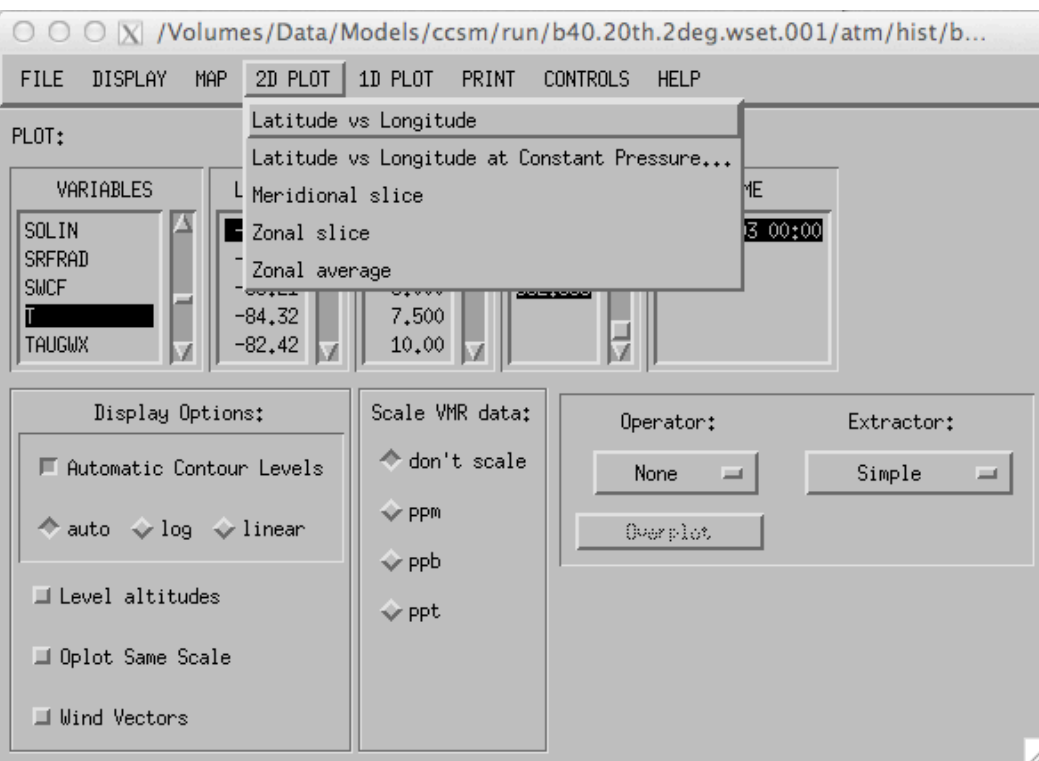 X /Volumes/Data/Models/ccsm/run/b40.20th.2deg.wset.001/atm/hist/b...
FILE DISPLAY MAP 2D PLOT 1D PLOT PRINT CONTROLS HELP
PLOT:
Latitude vs Longitude
Latitude vs Longitude at Constant Pressure...
Meridional slice
Zonal slice
Zonal average
VARIABLES
SOLIN
SRFRAD
SWCF
T
TAUGWX
-84.32
-82.42
7.500
10.00
00:00
Display Options:
Automatic Contour Levels
auto log linear
Level altitudes
Oplot Same Scale
Wind Vectors
Scale VMR data:
don't scale
ppm
ppb
ppt
Operator:
None
Overplot
Extractor:
Simple